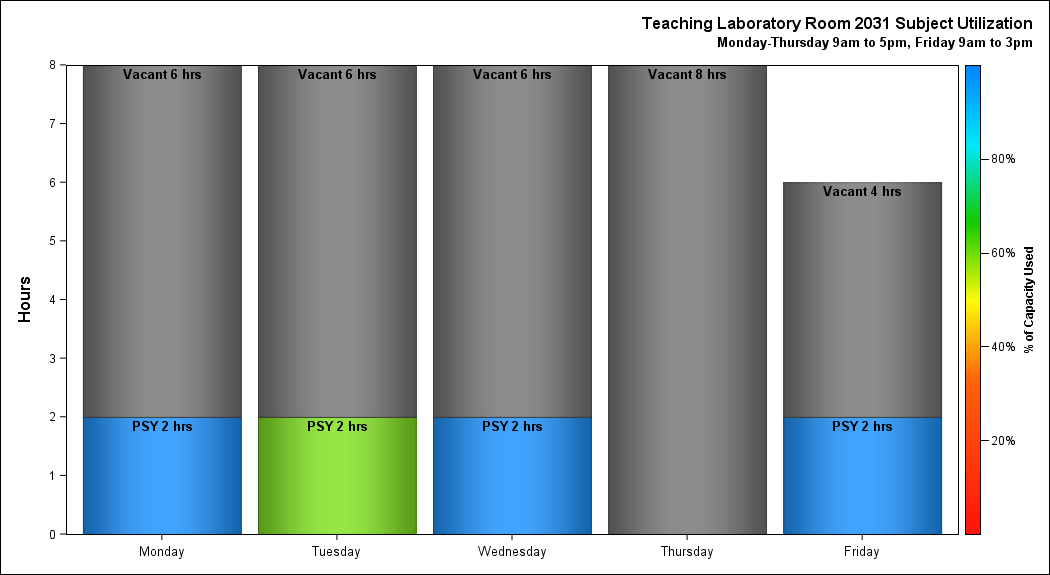 Teaching Laboratory Room 2031 Subject Utilization
Monday-Thursday 9am to 5pm, Friday 9am to 3pm
Hours
8
7
6
5
4
3
2
1
0
Vacant 6 hrs
PSY 2 hrs
Vacant 6 hrs
PSY 2 hrs
Vacant 6 hrs
PSY 2 hrs
Vacant 8 hrs
Vacant 4 hrs
PSY 2 hrs
Monday
Tuesday
Wednesday
Thursday
Friday
80%
60%
40%
20%
% of Capacity Used